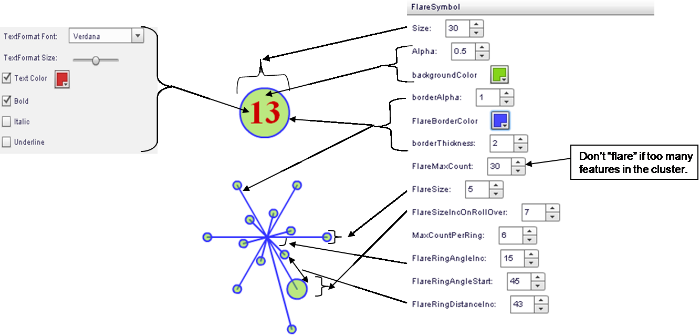 FlareSymbol
TextFormat Font: Verdana
TextFormat Size:
Text Color
Bold
Italic
Underline
13
Size: 30
Alpha: 0.5
backgroundColor
borderAlpha: 1
FlareBorderColor
borderThickness: 2
FlareMaxCount: 30
Don't "flare" if too many
features in the cluster.
FlareSize: 5
FlareSizeIncOnRollOver: 7
MaxCountPerRing: 6
FlareRingAngleInc: 15
FlareRingAngleStart: 45
FlareRingDistanceInc: 43